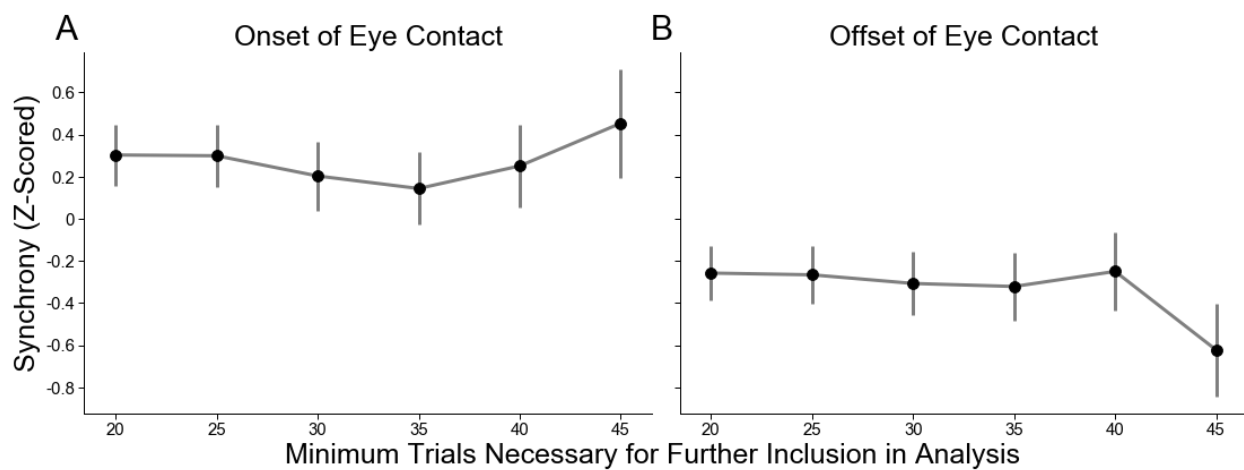 A
Onset of Eye Contact
B
Offset of Eye Contact
Synchrony (Z-Scored)
0.6
0.4
0.2
0
-0.2
-0.4
-0.6
-0.8
20 25 30 35 40 45
20 25 30 35 40 45
Minimum Trials Necessary for Further Inclusion in Analysis